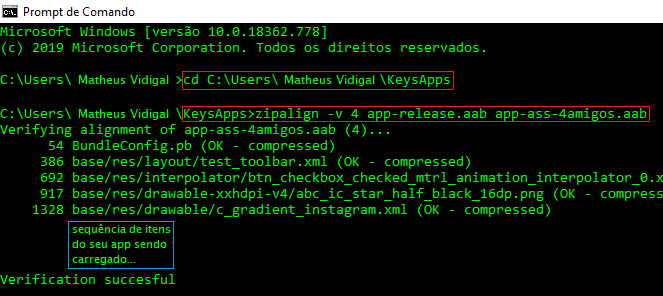 Prompt de Comando
Microsoft Windows [versão 10.0.18362.778]
(c) 2019 Microsoft Corporation. Todos os direitos reservados.
C:\Users\ Matheus Vidigal >cd C:\Users\ Matheus Vidigal \KeysApps
C:\Users\ Matheus Vidigal \KeysApps>zipalign -v 4 app-release.aab app-ass-4amigos.aab
Verifying alignment of app-ass-4amigos.aab (4)...
54 BundleConfig.pb (OK - compressed)
386 base/res/layout/test_toolbar.xml (OK - compressed)
692 base/res/interpolator/btn_checkbox_checked_mtrl_animation_interpolator_0.x
917 base/res/drawable-xxhdpi-v4/abc_ic_star_half_black_16dp.png (OK - compressed)
1328 base/res/drawable/c_gradient_instagram.xml (OK - compressed)
sequência de itens
do seu app sendo
carregado...
Verification succesful